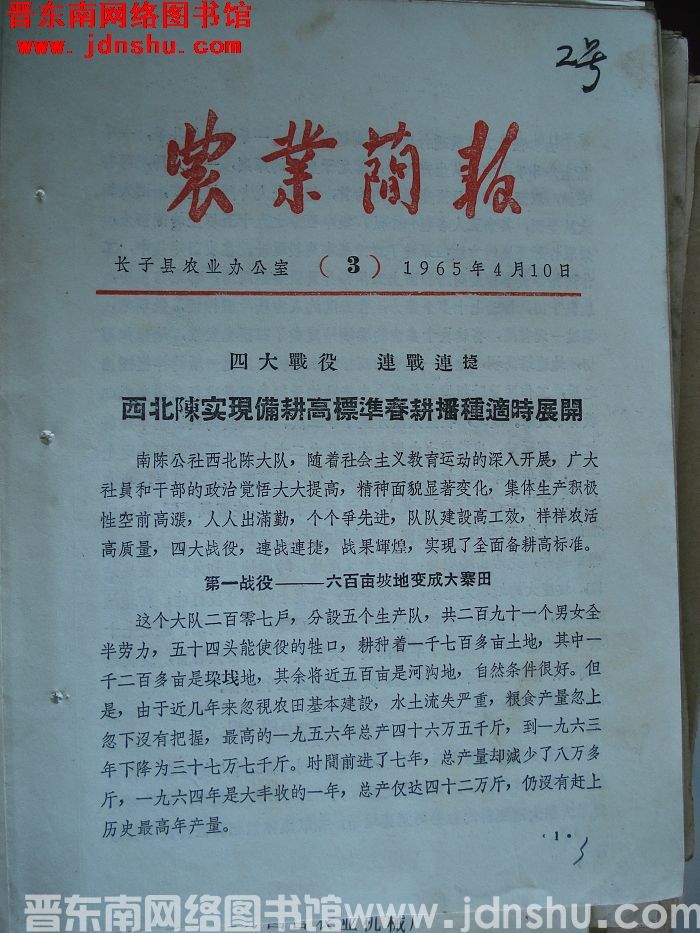 晋东南网络图书馆
www.jdnshu.com
2号
农業简報
长子县农业办公室 (3) 1965年4月10日
四大戰役 連戰連捷
西北陳实現備耕高標準春耕播種適時展開
南陈公社西北陈大队，随着社会主义教育运动的深入开展，广大
社員和干部的政治覚悟大大提高，精神面貌显著变化，集体生产积极
性空前高漲，人人出滿勤，个个爭先进，队队建設高工效，样样农活
高质量，四大战役，連战連捷，战果輝煌，实現了全面备耕高标准。
第一战役———六百亩坡地变成大寨田
这个大队二百零七戶，分設五个生产队，共二百九十一个男女全
半劳力，五十四头能使役的牲口，耕种着一千七百多亩土地，其中一
千二百多亩是垛垅地，其余将近五百亩是河沟地，自然条件很好。但
是，由于近几年来忽視农田基本建設，水土流失严重，粮食产量忽上
忽下沒有把握，最高的一九五六年总产四十六万五千斤，到一九六三
年下降为三十七万七千斤。时間前进了七年，总产量却减少了八万多
斤，一九六四年是大丰收的一年，总产仅达四十二万斤，仍沒有赶上
历史最高年产量。
·1·
晋东南网络图书馆 www.jdnshu.com